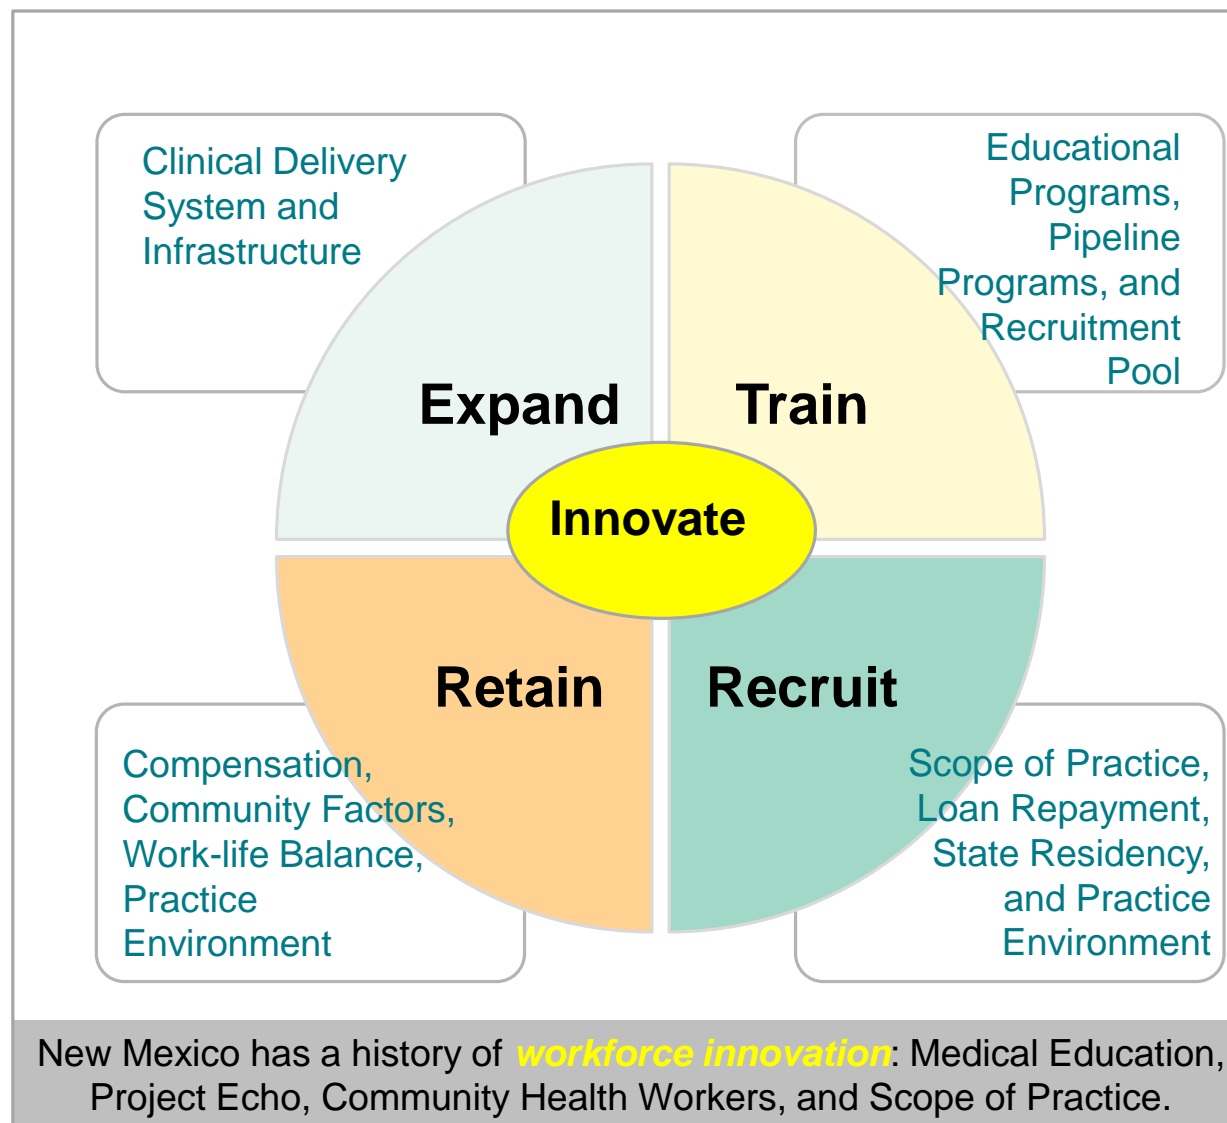 Clinical Delivery
System and
Infrastructure
Educational
Programs,
Pipeline
Programs, and
Recruitment
Pool
Expand
Train
Innovate
Retain
Recruit
Compensation,
Community Factors,
Work-life Balance,
Practice
Environment
Scope of Practice,
Loan Repayment,
State Residency,
and Practice
Environment
New Mexico has a history of workforce innovation: Medical Education,
Project Echo, Community Health Workers, and Scope of Practice.